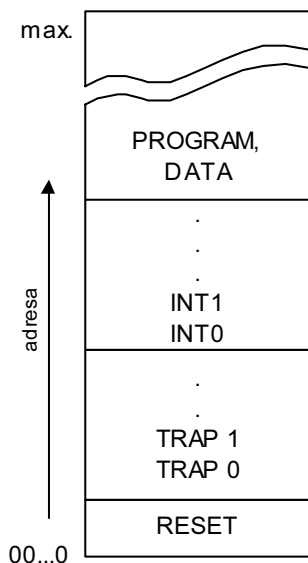 max.
PROGRAM,
DATA
.
.
.
INT1
INT0
.
.
TRAP 1
TRAP 0
RESET
00...0
adresa